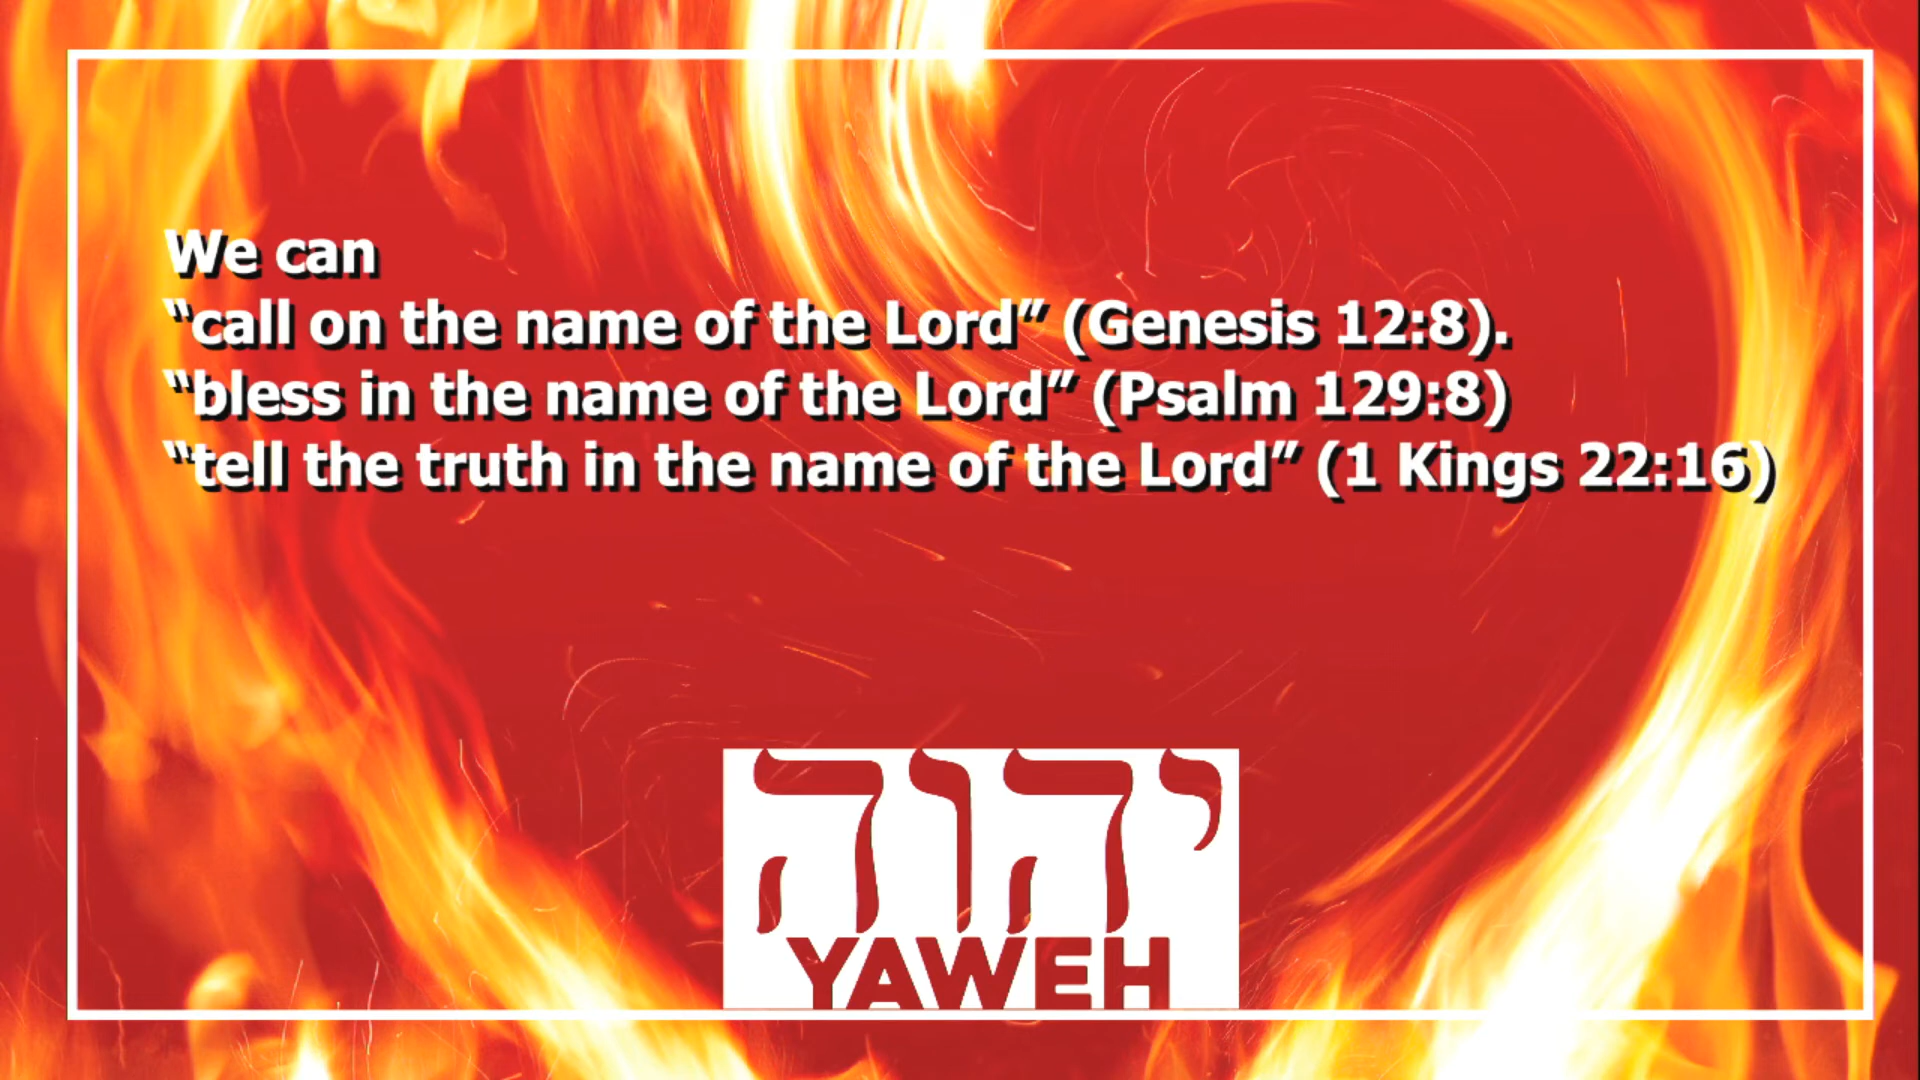 We can
“call on the name of the Lord” (Genesis 12:8).
“bless in the name of the Lord” (Psalm 129:8)
“tell the truth in the name of the Lord” (1 Kings 22:16)
יהוה
YAWEH